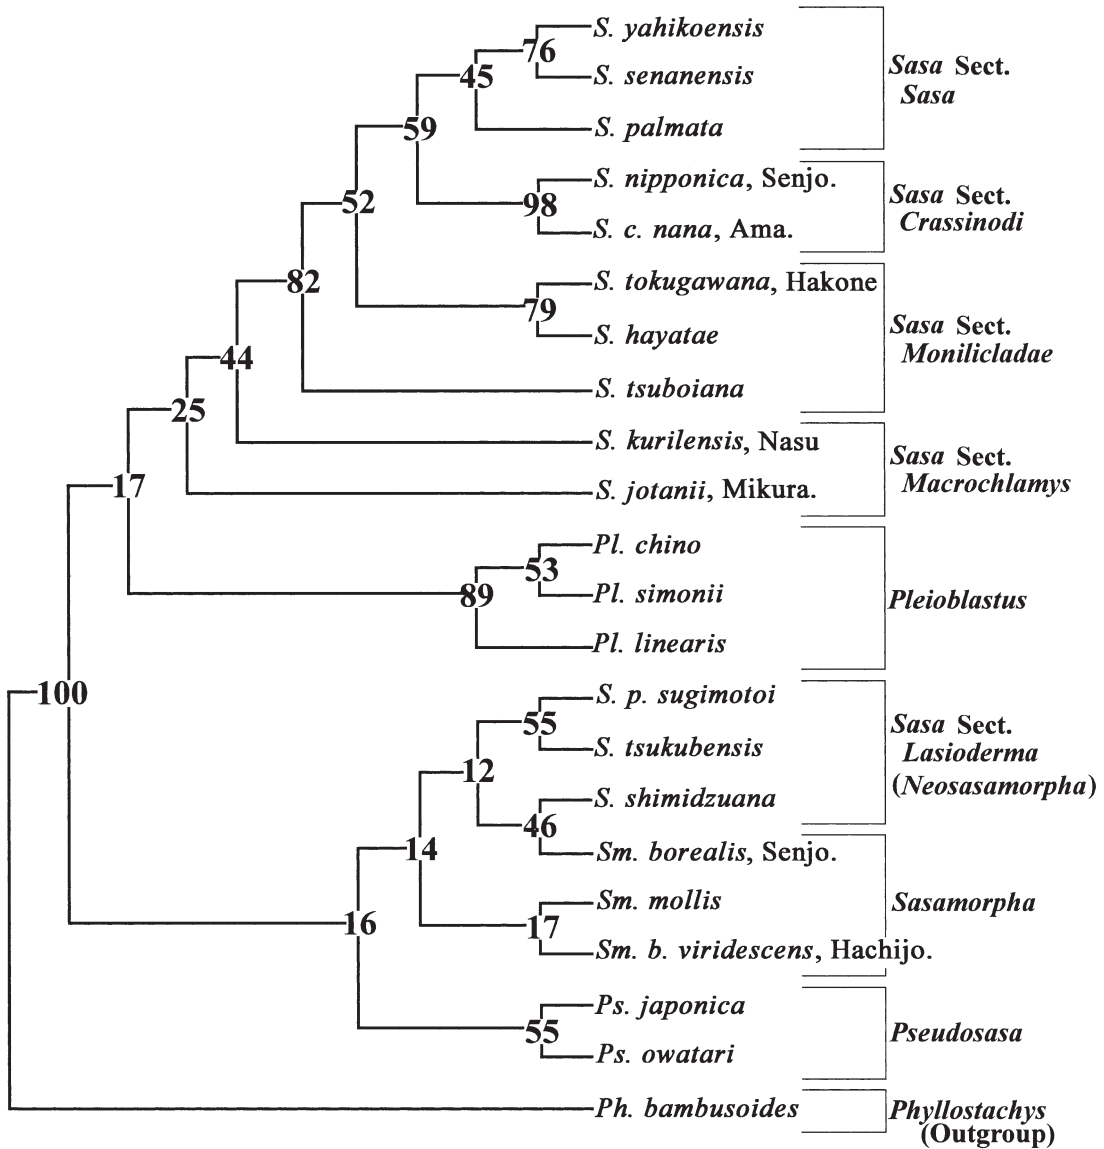 S. yahikoensis
76
S. senanensis
45
Sasa Sect.
Sasa
S. palmata
59
S. nipponica, Senjo.
98
S. c. nana, Ama.
Sasa Sect.
Crassinodi
52
S. tokugawana, Hakone
82
79
S. hayatae
Sasa Sect.
Monilicladae
44
S. tsuboiana
25
S. kurilensis, Nasu
Sasa Sect.
Macrochlamys
S. jotanii, Mikura.
17
Pl. chino
53
Pl. simonii
89
Pleioblastus
Pl. linearis
100
S. p. sugimotoi
55
S. tsukubensis
12
Sasa Sect.
Lasioderma
(Neosasamorpha)
S. shimidzuana
46
Sm. borealis, Senjo.
14
Sm. mollis
17
Sasamorpha
Sm. b. viridescens, Hachijo.
16
Ps. japonica
55
Ps. owatari
Pseudosasa
Ph. bambusoides
Phyllostachys
(Outgroup)